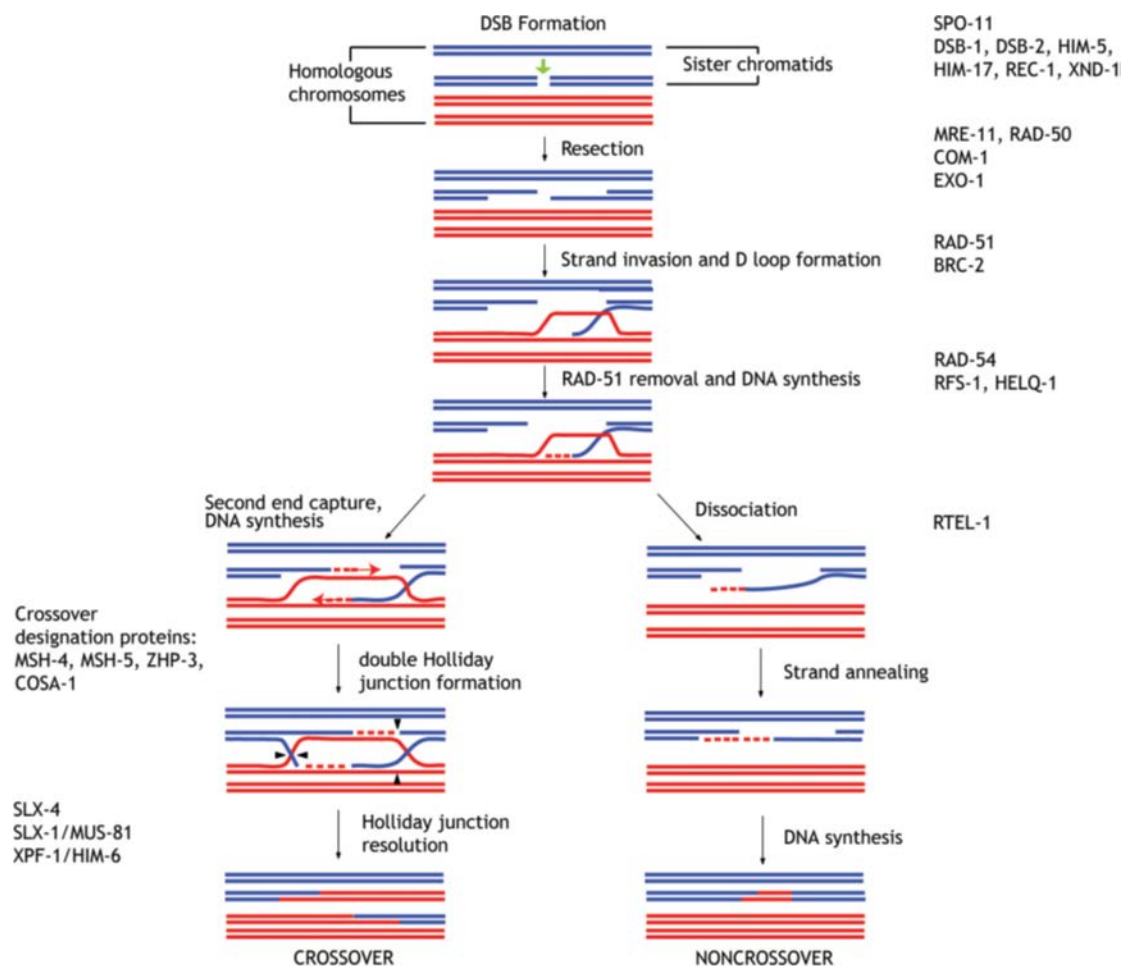 DSB Formation
SPO-11
DSB-1, DSB-2, HIM-5,
HIM-17, REC-1, XND-1
Homologous
chromosomes
Sister chromatids
Resection
MRE-11, RAD-50
COM-1
EXO-1
Strand invasion and D loop formation
RAD-51
BRC-2
RAD-51 removal and DNA synthesis
RAD-54
RFS-1, HELQ-1
Second end capture,
DNA synthesis
Dissociation
RTEL-1
Crossover
designation proteins:
MSH-4, MSH-5, ZHP-3,
COSA-1
double Holliday
junction formation
Strand annealing
SLX-4
SLX-1/MUS-81
XPF-1/HIM-6
Holliday junction
resolution
DNA synthesis
CROSSOVER
NONCROSSOVER